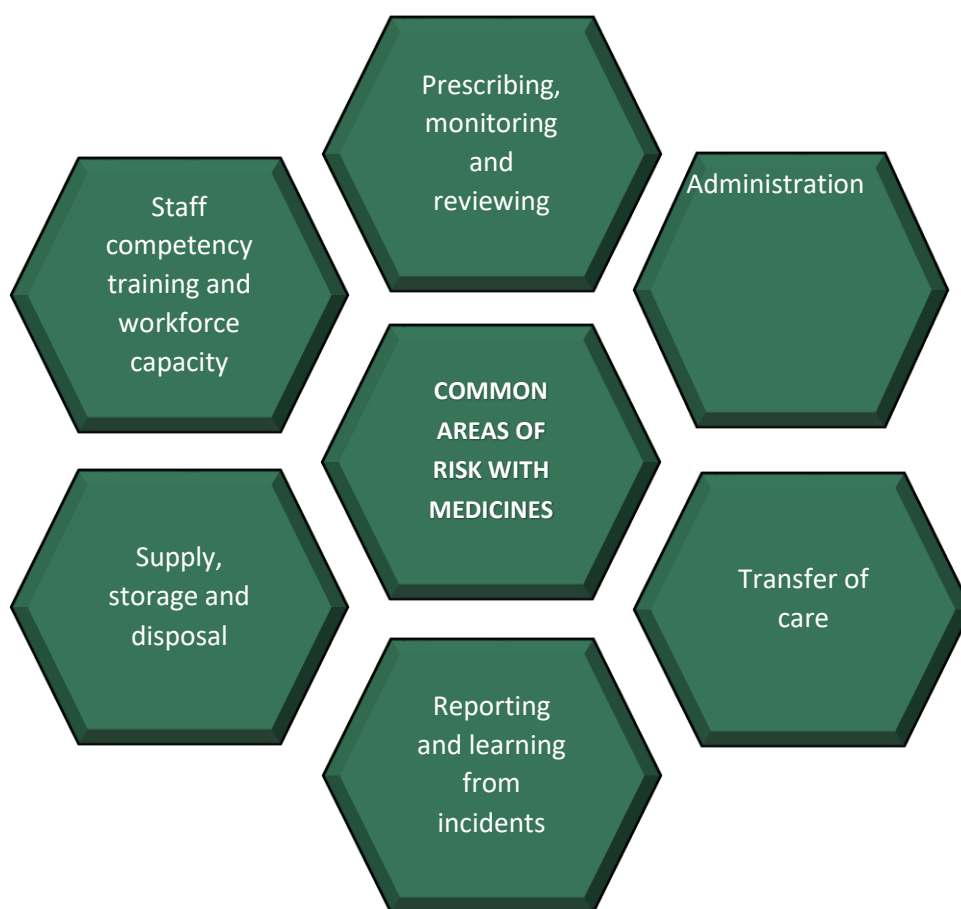 Prescribing,
monitoring
and
reviewing
Administration
Staff
competency
training and
workforce
capacity
COMMON
AREAS OF
RISK WITH
MEDICINES
Supply,
storage and
disposal
Transfer of
care
Reporting
and learning
from
incidents